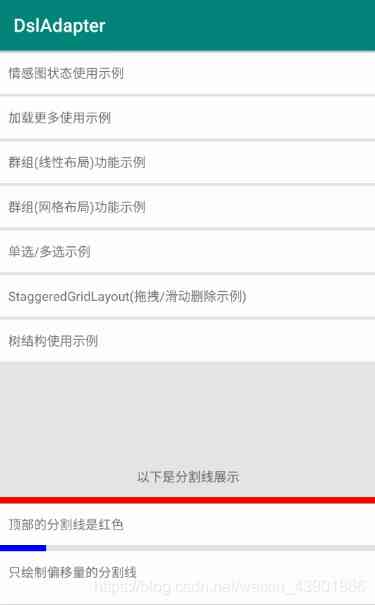 DslAdapter
情感图状态使用示例
加载更多使用示例
群组(线性布局)功能示例
群组(网格布局)功能示例
单选/多选示例
StaggeredGridLayout(拖拽/滑动删除示例)
树结构使用示例
以下是分割线展示
顶部的分割线是红色
只绘制偏移量的分割线
https://blog.csdn.net/weixin_43901866